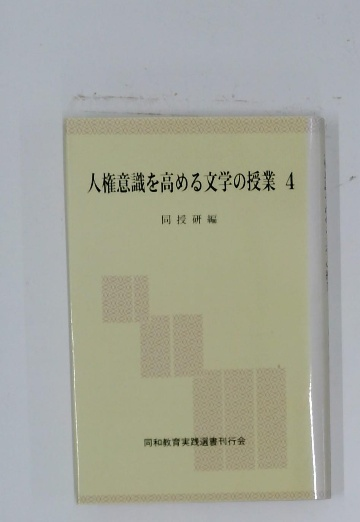 人権意識を高める文学の授業 4
同授研編
同和教育実践選書刊行会